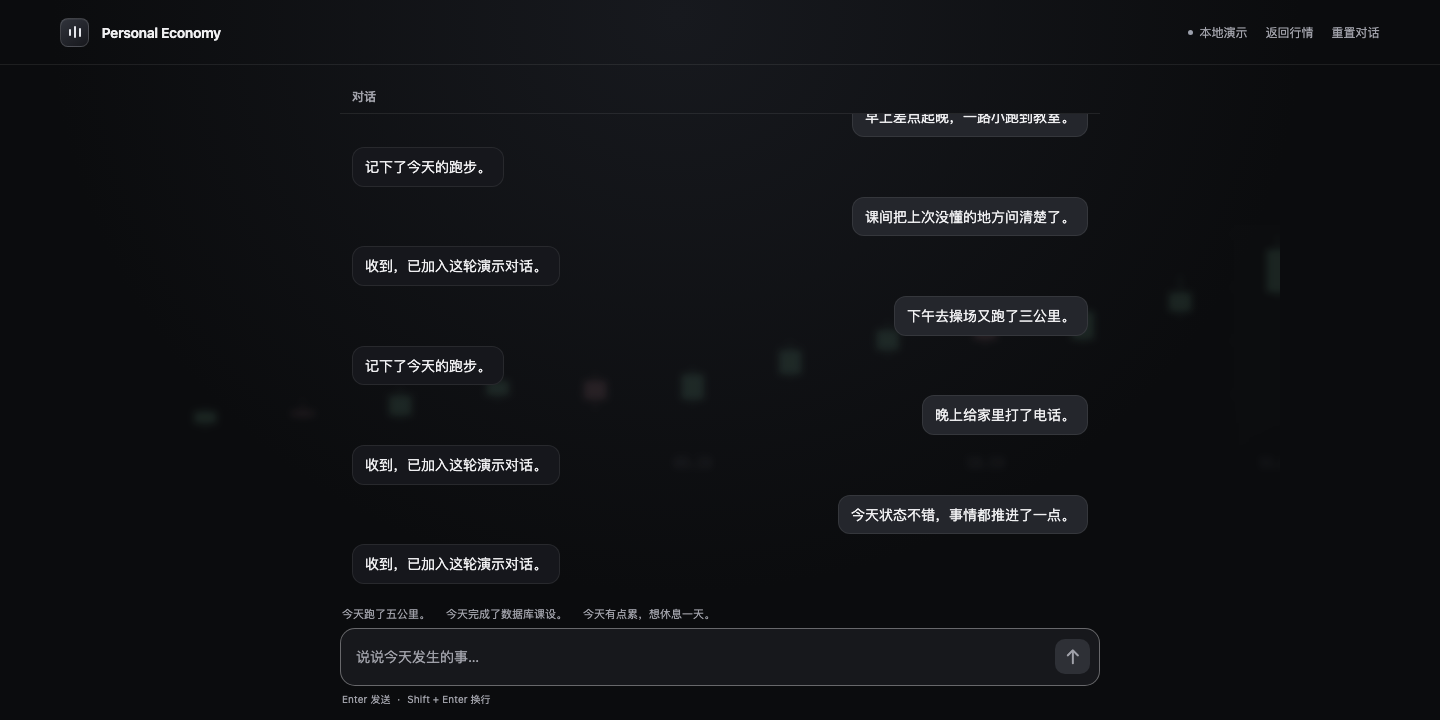 Personal Economy
本地演示
返回行情
重置对话
对话
早上差点起晚，一路小跑到教室。
记下了今天的跑步。
课间把上次没懂的地方问清楚了。
收到，已加入这轮演示对话。
下午去操场又跑了三公里。
记下了今天的跑步。
晚上给家里打了电话。
收到，已加入这轮演示对话。
今天状态不错，事情都推进了一点。
收到，已加入这轮演示对话。
今天跑了五公里。 今天完成了数据库课设。 今天有点累，想休息一天。
说说今天发生的事...
Enter 发送 · Shift + Enter 换行